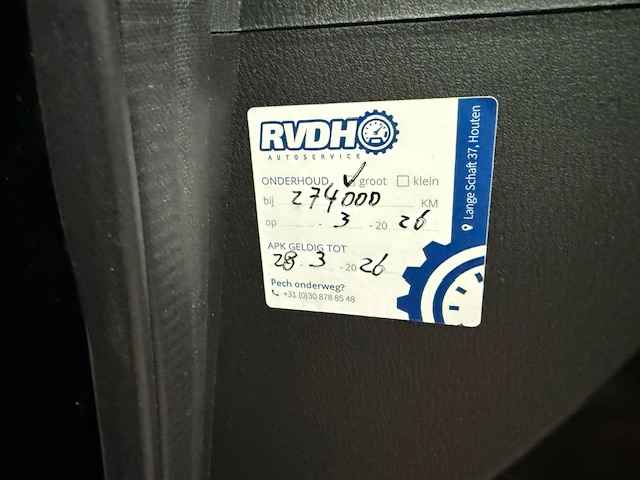 RVDH
AUTOSERVICE
ONDERHOUD ✓ groot ☐ klein
bij 274000 KM
op - 3 - 20 26
APK GELDIG TOT
28 - 3 - 20 26
Pech onderweg?
+31 (0)30 878 85 48
Lange Schaft 37, Houten